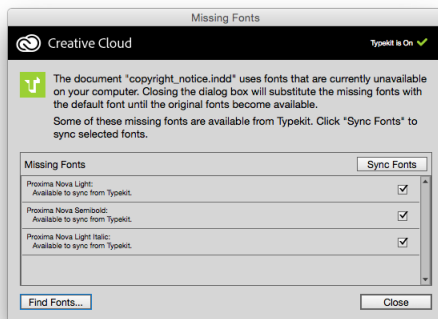 Missing Fonts
Creative Cloud
Typekit is On
The document "copyright_notice.indd" uses fonts that are currently unavailable
on your computer. Closing the dialog box will substitute the missing fonts with
the default font until the original fonts become available.
Some of these missing fonts are available from Typekit. Click "Sync Fonts" to
sync selected fonts.
Missing Fonts
Sync Fonts
Proxima Nova Light:
Available to sync from Typekit.
Proxima Nova Semibold:
Available to sync from Typekit.
Proxima Nova Light Italic:
Available to sync from Typekit.
Find Fonts...
Close